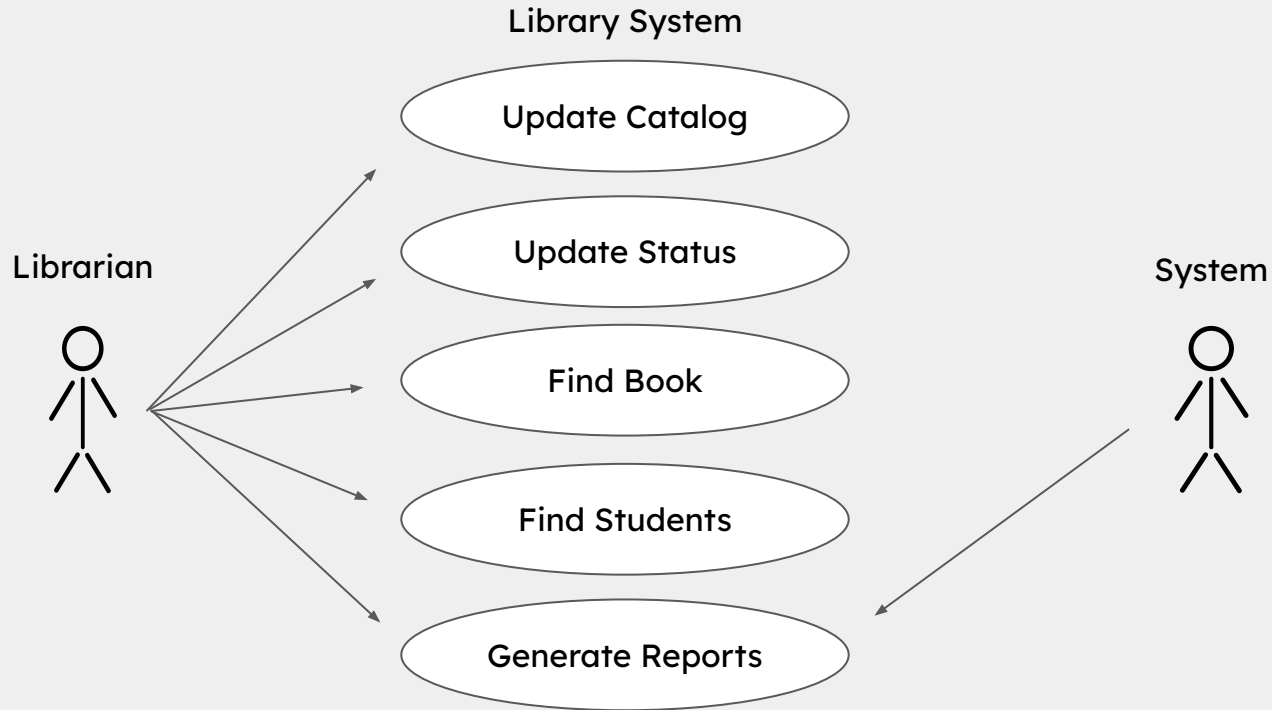 Library System
Update Catalog
Update Status
Librarian
System
Find Book
Find Students
Generate Reports